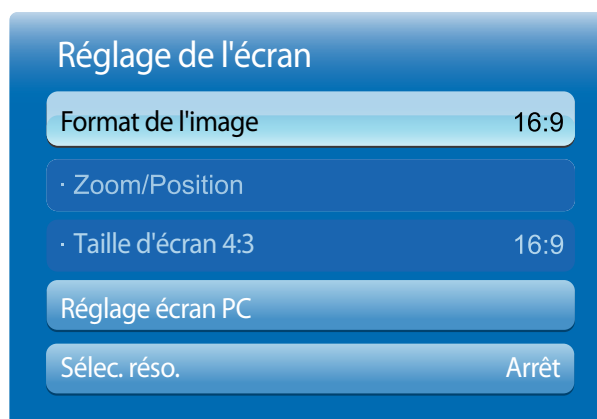 Réglage de l'écran
Format de l'image 16:9
· Zoom/Position
· Taille d'écran 4:3 16:9
Réglage écran PC
Sélec. réso. Arrêt